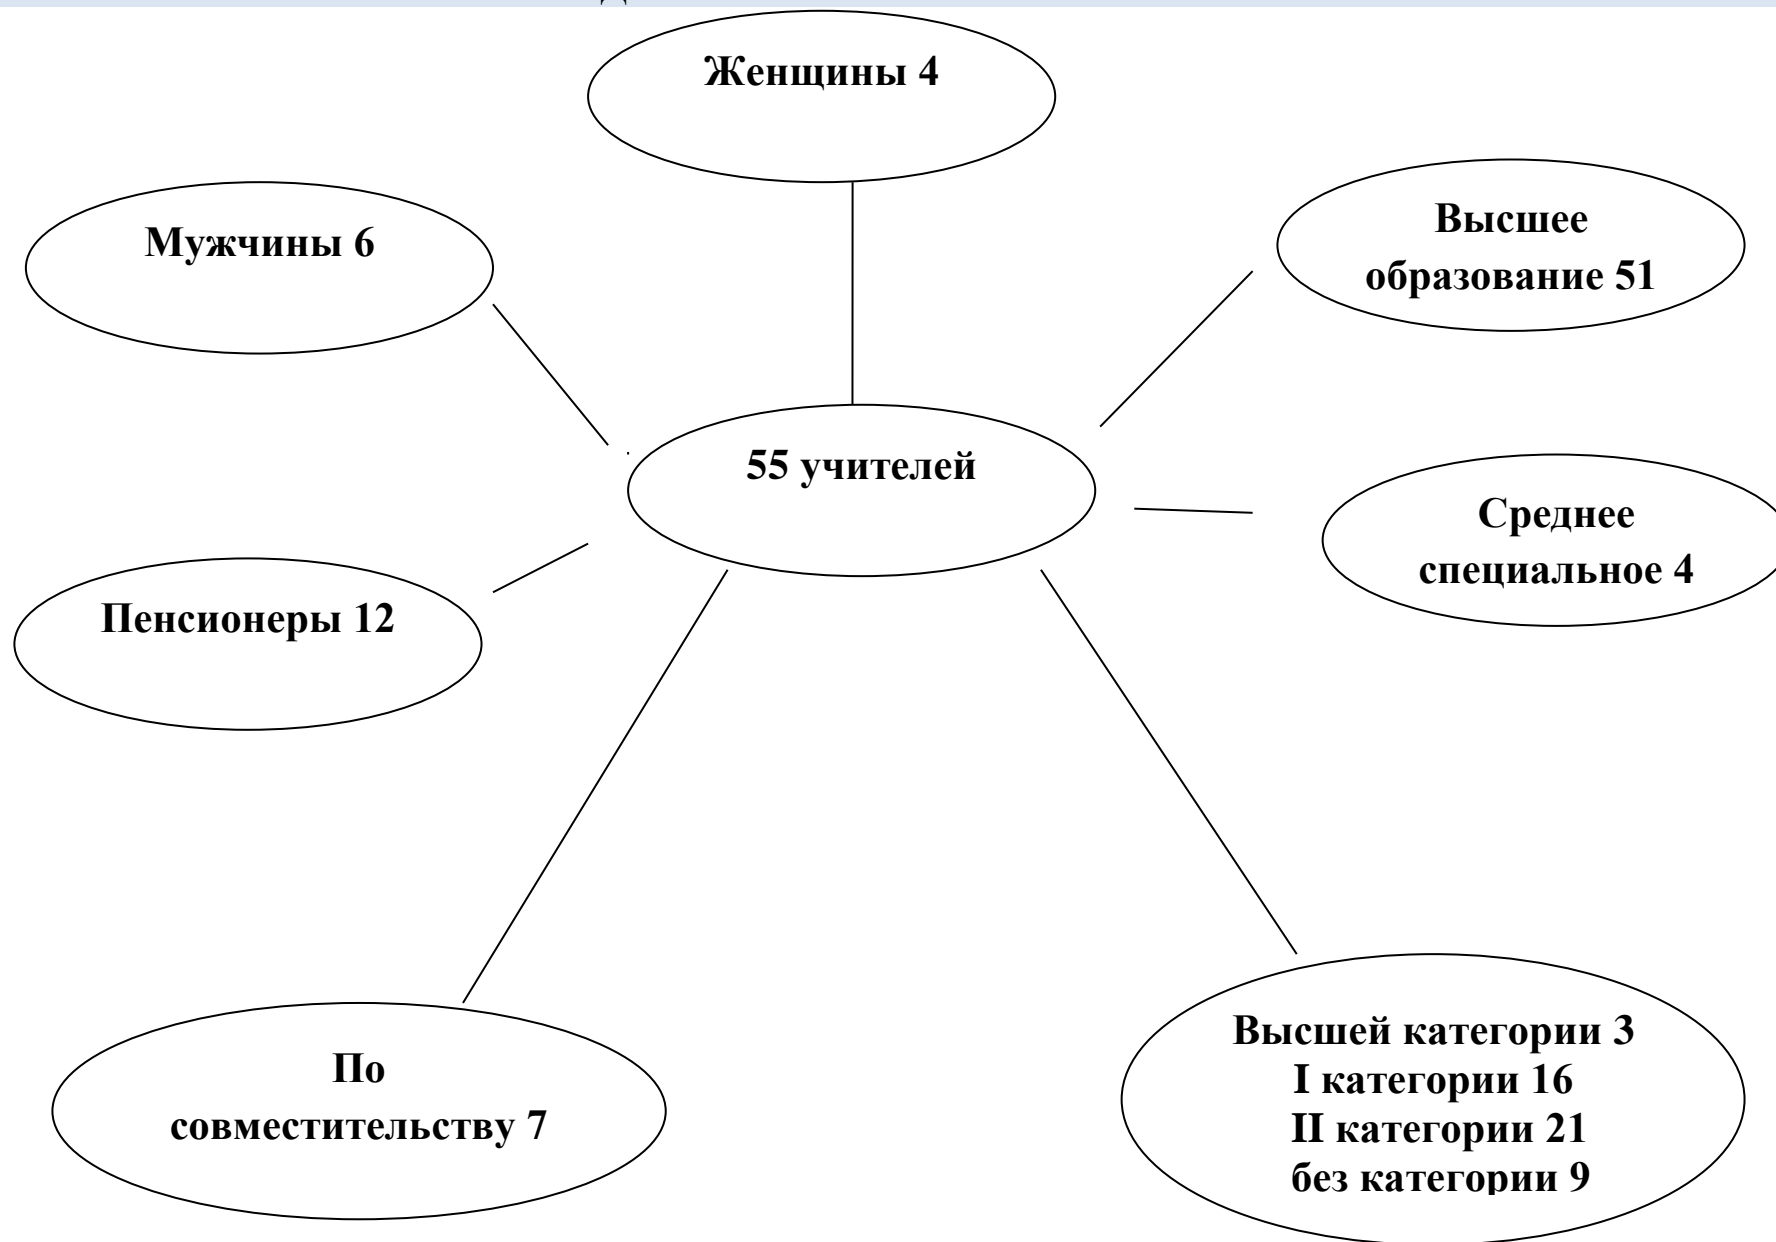 Женщины 4
Мужчины 6
Высшее
образование 51
55 учителей
Среднее
специальное 4
Пенсионеры 12
По
совместительству 7
Высшей категории 3
I категории 16
II категории 21
без категории 9